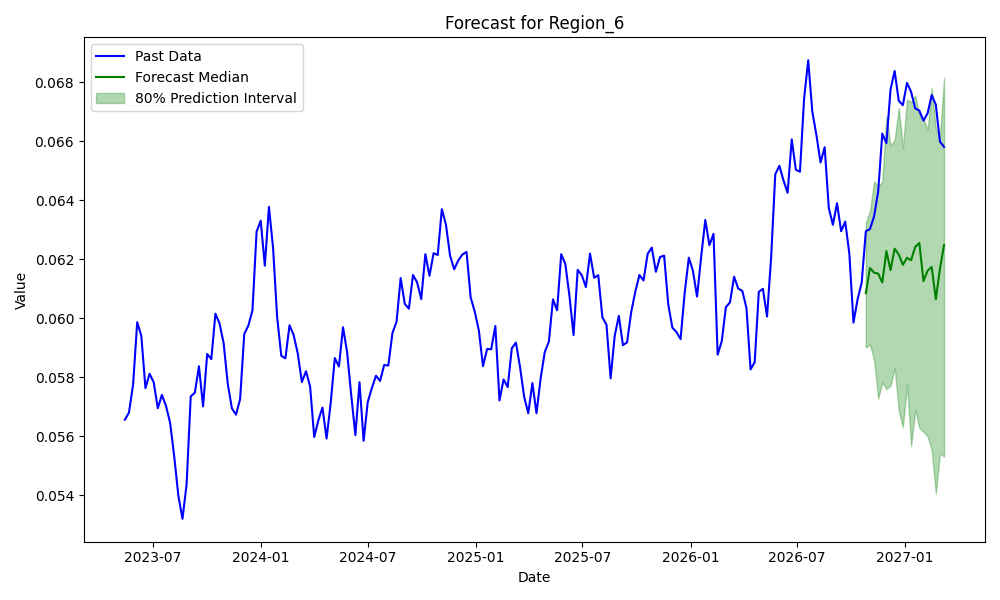 Forecast for Region_6
Past Data
Forecast Median
80% Prediction Interval
Value
0.068
0.066
0.064
0.062
0.060
0.058
0.056
0.054
2023-07
2024-01
2024-07
2025-01
2025-07
2026-01
2026-07
2027-01
Date